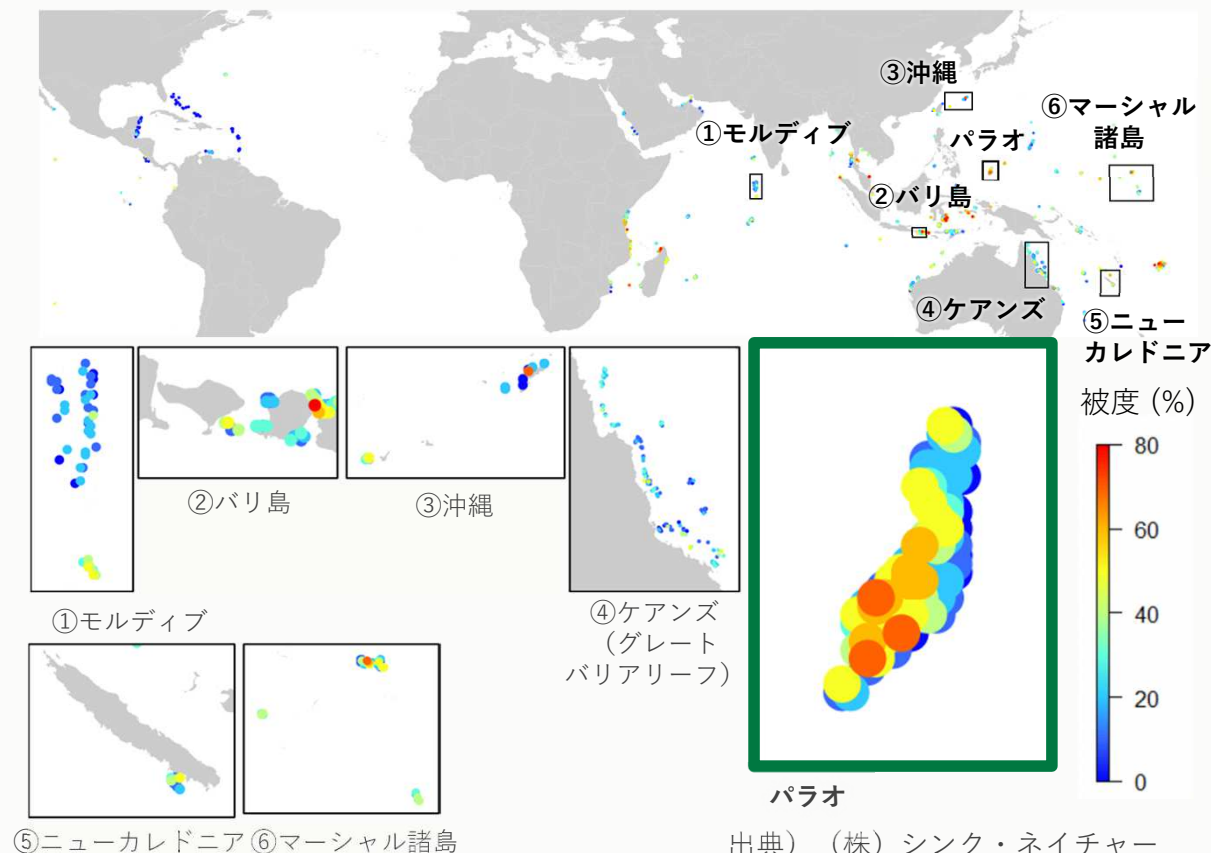 ③沖縄
⑥マーシャル
諸島
①モルディブ
パラオ
②バリ島
④ケアンズ
⑤ニュー
カレドニア
被度 (%)
80
60
40
20
0
①モルディブ
②バリ島
③沖縄
④ケアンズ
(グレート
バリアリーフ)
パラオ
⑤ニューカレドニア
⑥マーシャル諸島
出典）（株）シンク・ネイチャー